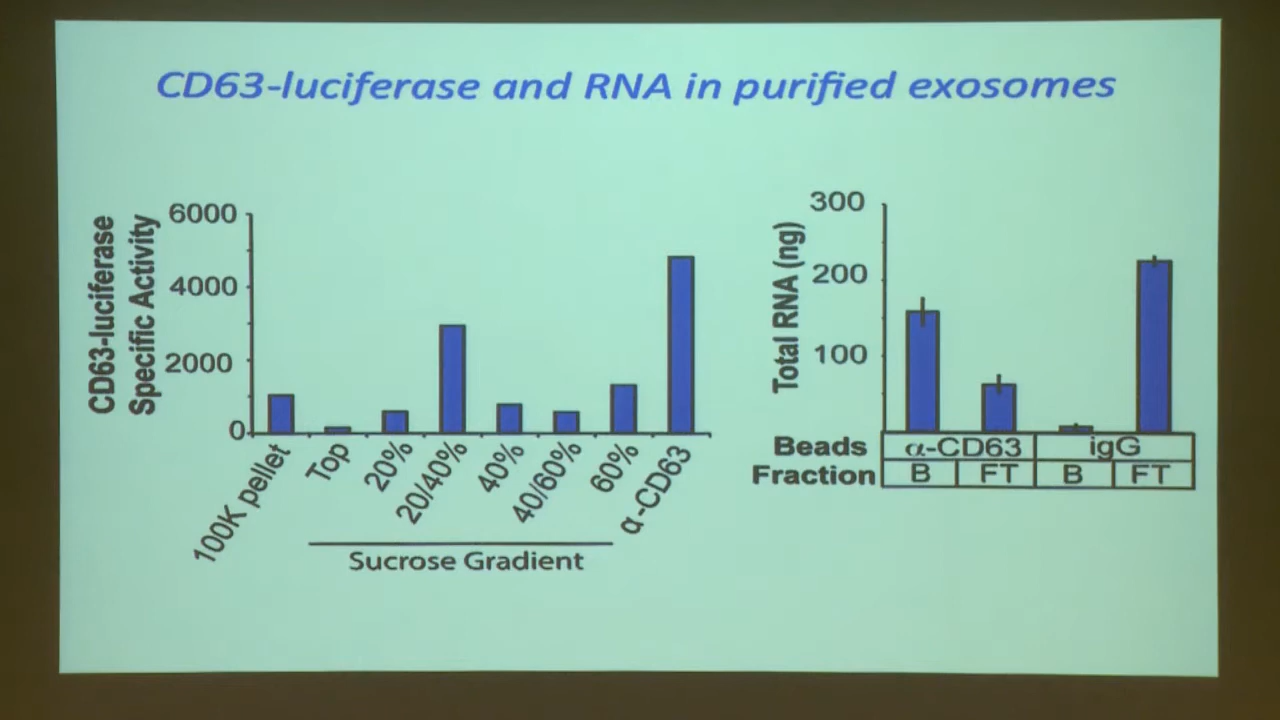 CD63-luciferase and RNA in purified exosomes
CD63-luciferase
Specific Activity
6000
4000
2000
0
100K pellet
Top
20%
20/40%
40%
40/60%
60%
α-CD63
Sucrose Gradient
Total RNA (ng)
300
200
100
Beads α-CD63 igG
Fraction B FT B FT